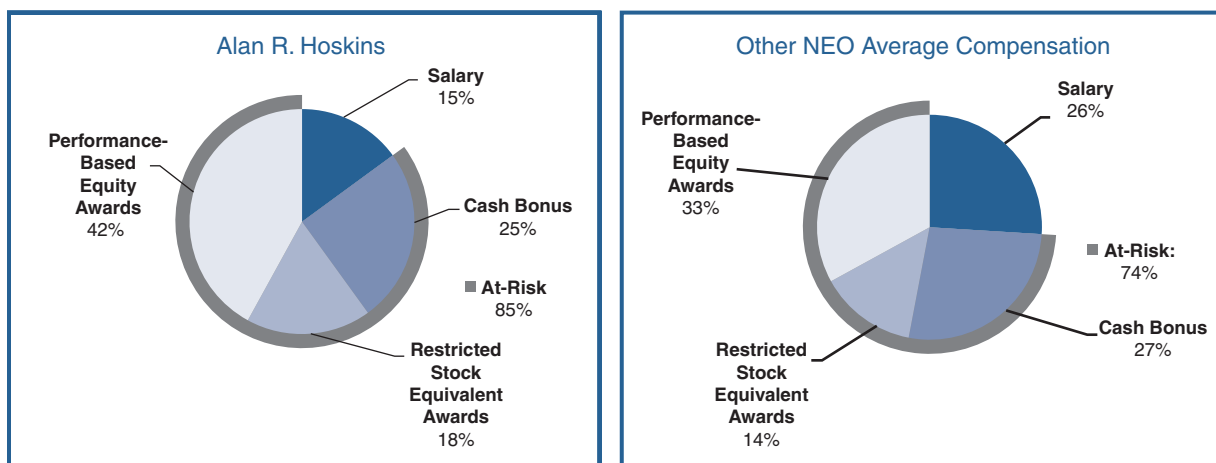 Alan R. Hoskins
Salary
15%
Performance-
Based
Equity
Awards
42%
Cash Bonus
25%
At-Risk
85%
Restricted
Stock
Equivalent
Awards
18%
Other NEO Average Compensation
Salary
26%
Performance-
Based
Equity
Awards
33%
At-Risk:
74%
Cash Bonus
27%
Restricted
Stock
Equivalent
Awards
14%